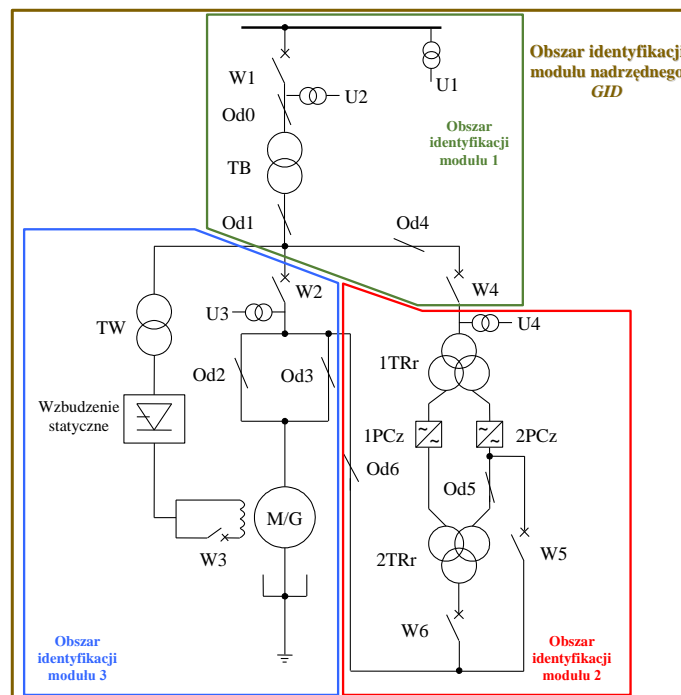 Obszar identyfikacji
modułu nadrzędnego
GID
W1
U1
U2
Od0
Obszar
identyfikacji
modułu 1
TB
Od1
Od4
W2
W4
U3
U4
TW
1TRr
Od2
Od3
Wzbudzenie
statyczne
1PCz
~
~
~
~
2PCz
Od6
Od5
M/G
W3
2TRr
W5
W6
Obszar
identyfikacji
modułu 3
Obszar
identyfikacji
modułu 2